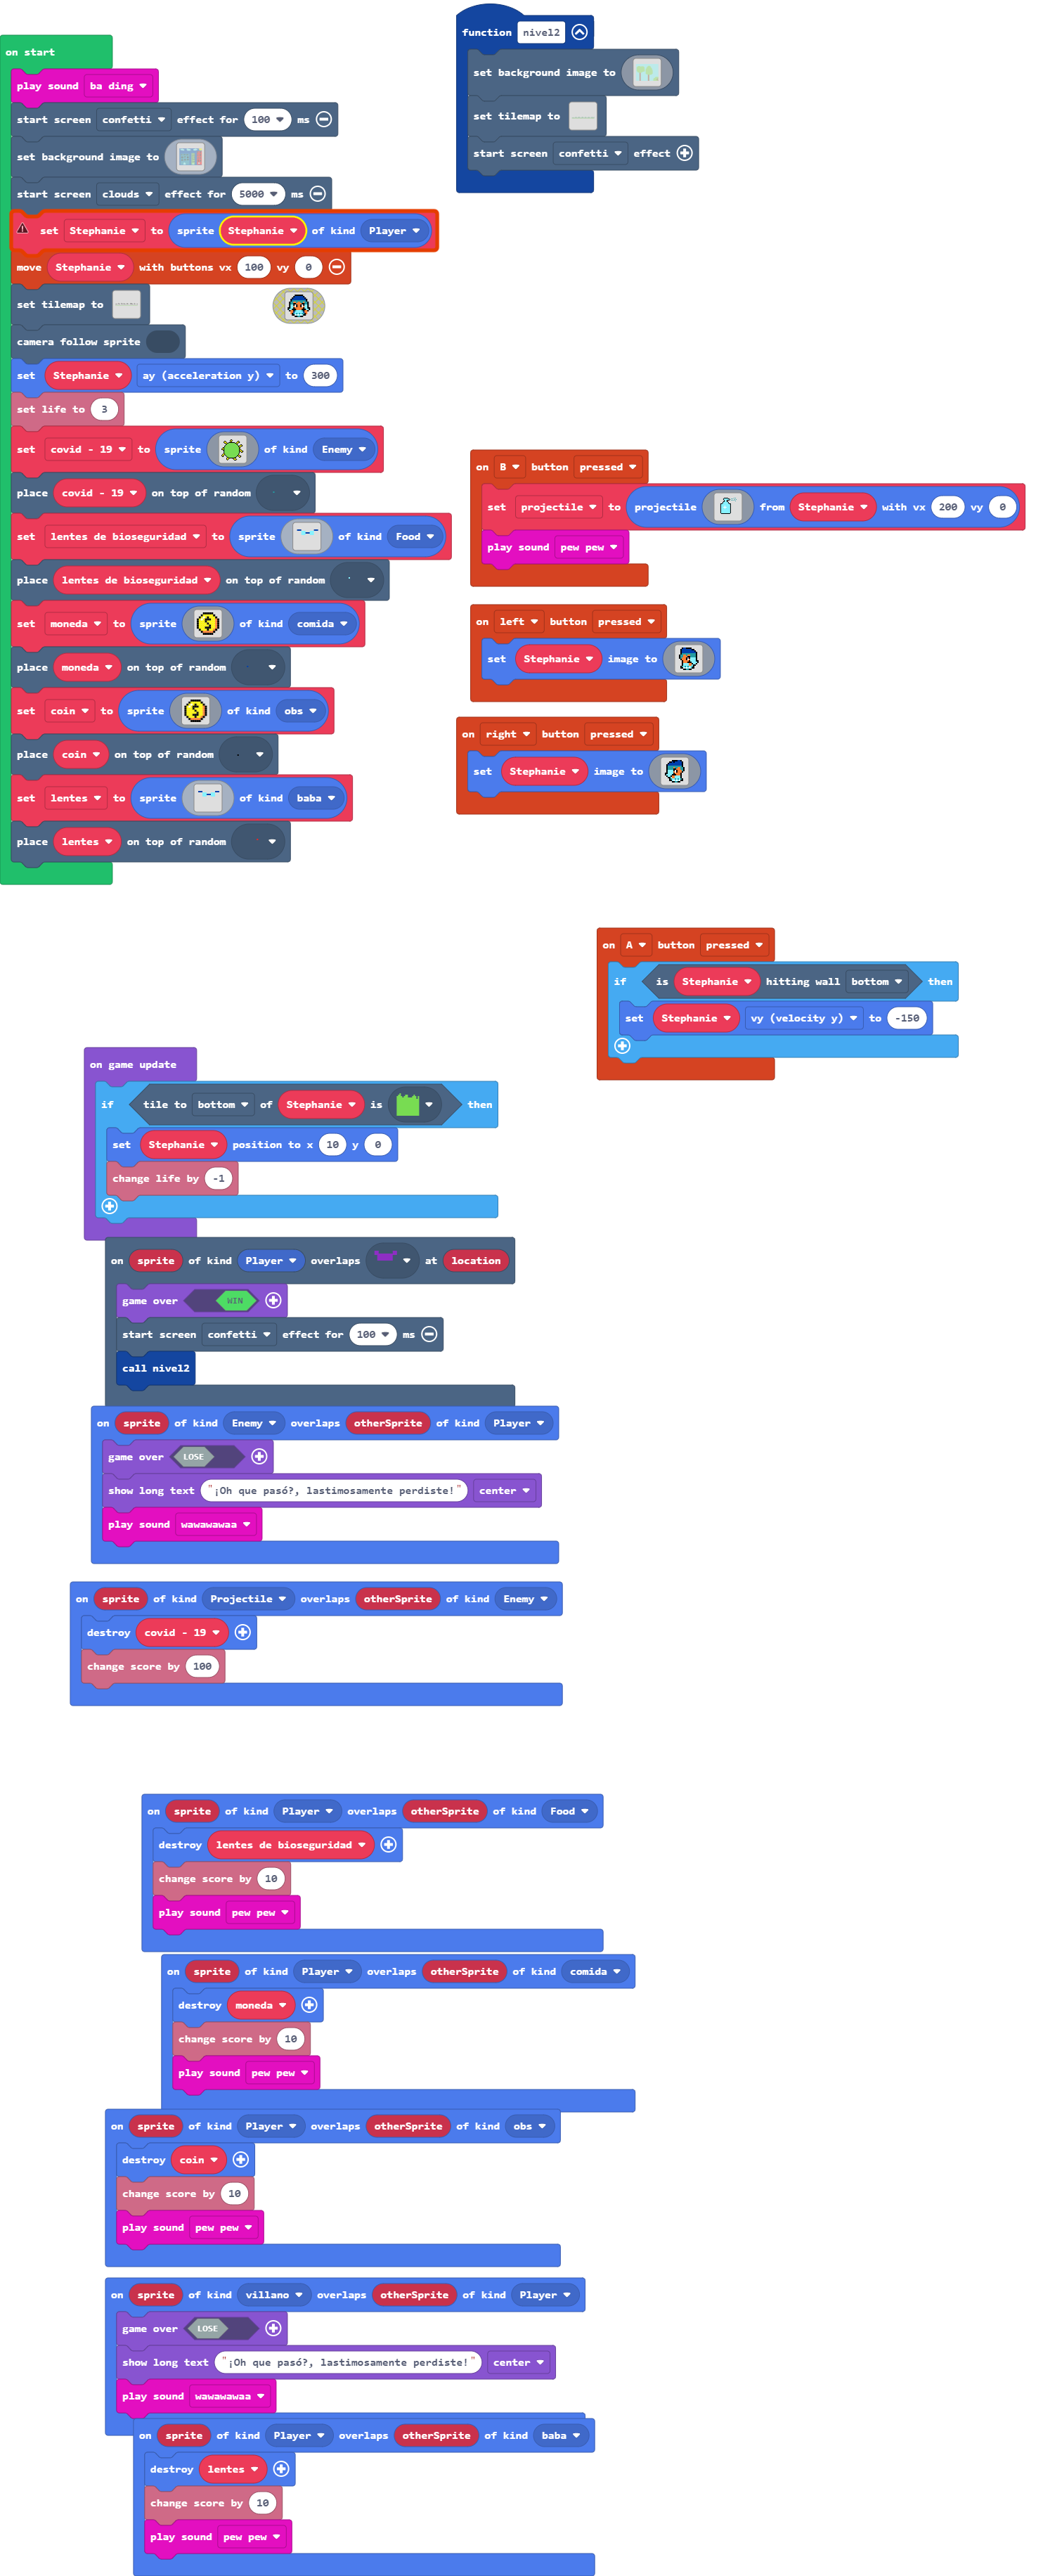 on start
play sound ba ding
start screen confetti effect for 100 ms
set background image to
start screen clouds effect for 5000 ms
set Stephanie to sprite Stephanie of kind Player
move Stephanie with buttons vx 100 vy 0
set tilemap to
camera follow sprite
set Stephanie ay (acceleration y) to 300
set life to 3
set covid - 19 to sprite of kind Enemy
place covid - 19 on top of random
set lentes de bioseguridad to sprite of kind Food
place lentes de bioseguridad on top of random
set moneda to sprite of kind comida
place moneda on top of random
set coin to sprite $ of kind obs
place coin on top of random
set lentes to sprite of kind baba
place lentes on top of random
function nivel2
set background image to
set tilemap to
start screen confetti effect
on B button pressed
set projectile to projectile from Stephanie with vx 200 vy 0
play sound pew pew
on left button pressed
set Stephanie image to
on right button pressed
set Stephanie image to
on A button pressed
if is Stephanie hitting wall bottom then
set Stephanie vy (velocity y) to -150
on game update
if tile to bottom of Stephanie is then
set Stephanie position to x 10 y 0
change life by -1
on sprite of kind Player overlaps at location
game over WIN
start screen confetti effect for 100 ms
call nivel2
on sprite of kind Enemy overlaps otherSprite of kind Player
game over LOSE
show long text "¡Oh que pasó?, lastimosamente perdiste!" center
play sound wawawawaa
on sprite of kind Projectile overlaps otherSprite of kind Enemy
destroy covid - 19
change score by 100
on sprite of kind Player overlaps otherSprite of kind Food
destroy lentes de bioseguridad
change score by 10
play sound pew pew
on sprite of kind Player overlaps otherSprite of kind comida
destroy moneda
change score by 10
play sound pew pew
on sprite of kind Player overlaps otherSprite of kind obs
destroy coin
change score by 10
play sound pew pew
on sprite of kind villano overlaps otherSprite of kind Player
game over LOSE
show long text "¡Oh que pasó?, lastimosamente perdiste!" center
play sound wawawawaa
on sprite of kind Player overlaps otherSprite of kind baba
destroy lentes
change score by 10
play sound pew pew